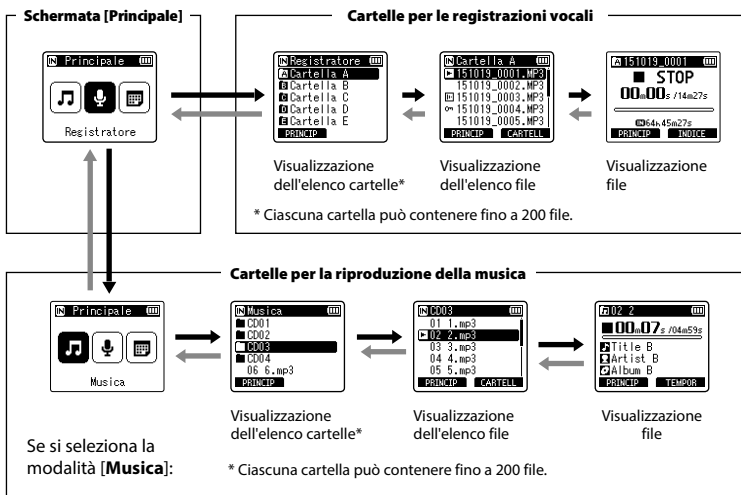 Schermata [Principale]
Principale
Registratore
Cartelle per le registrazioni vocali
Registratore
Cartella A
Cartella B
Cartella C
Cartella D
Cartella E
PRINCIP
Visualizzazione
dell'elenco cartelle*
Cartella A
151019_0001.MP3
151019_0002.MP3
151019_0003.MP3
151019_0004.MP3
151019_0005.MP3
PRINCIP CARTELL
Visualizzazione
dell'elenco file
151019_0001
STOP
00m00s /14m27s
64h45m27s
PRINCIP INDICE
Visualizzazione
file
* Ciascuna cartella può contenere fino a 200 file.
Cartelle per la riproduzione della musica
Principale
Musica
Se si seleziona la
modalità [Musica]:
Musica
CD01
CD02
CD03
CD04
06 6.mp3
PRINCIP
Visualizzazione
dell'elenco cartelle*
CD03
01 1.mp3
02 2.mp3
03 3.mp3
04 4.mp3
05 5.mp3
PRINCIP CARTELL
Visualizzazione
dell'elenco file
02 2
00m07s /04m59s
Title B
Artist B
Album B
PRINCIP TEMPOR
Visualizzazione
file
* Ciascuna cartella può contenere fino a 200 file.